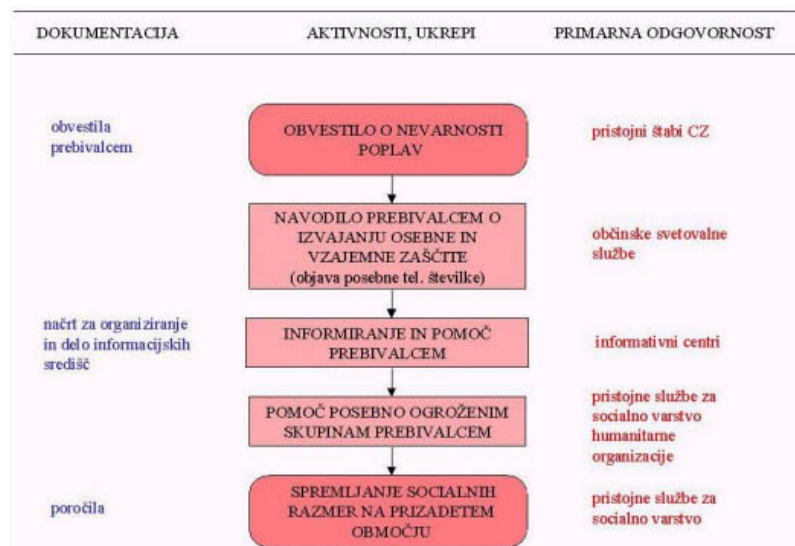 DOKUMENTACIJA
AKTIVNOSTI, UKREPI
PRIMARNA ODGOVORNOST
obvestila
prebivalcem
OBVESTILO O NEVARNOSTI
POPLAV
pristojni štabi CZ
NAVODILO PREBIVALCEM O
IZVAJANJU OSEBNE IN
VZAJEMNE ZAŠČITE
(objava posebne tel. številke)
občinske svetovalne
službe
načrt za organiziranje
in delo informacijskih
središč
INFORMIRANJE IN POMOČ
PREBIVALCEM
informativni centri
POMOČ POSEBNO OGROŽENIM
SKUPINAM PREBIVALCEM
pristojne službe za
socialno varstvo
humanitarne
organizacije
poročila
SPREMLJANJE SOCIALNIH
RAZMER NA PRIZADETEM
OBMOČJU
pristojne službe za
socialno varstvo